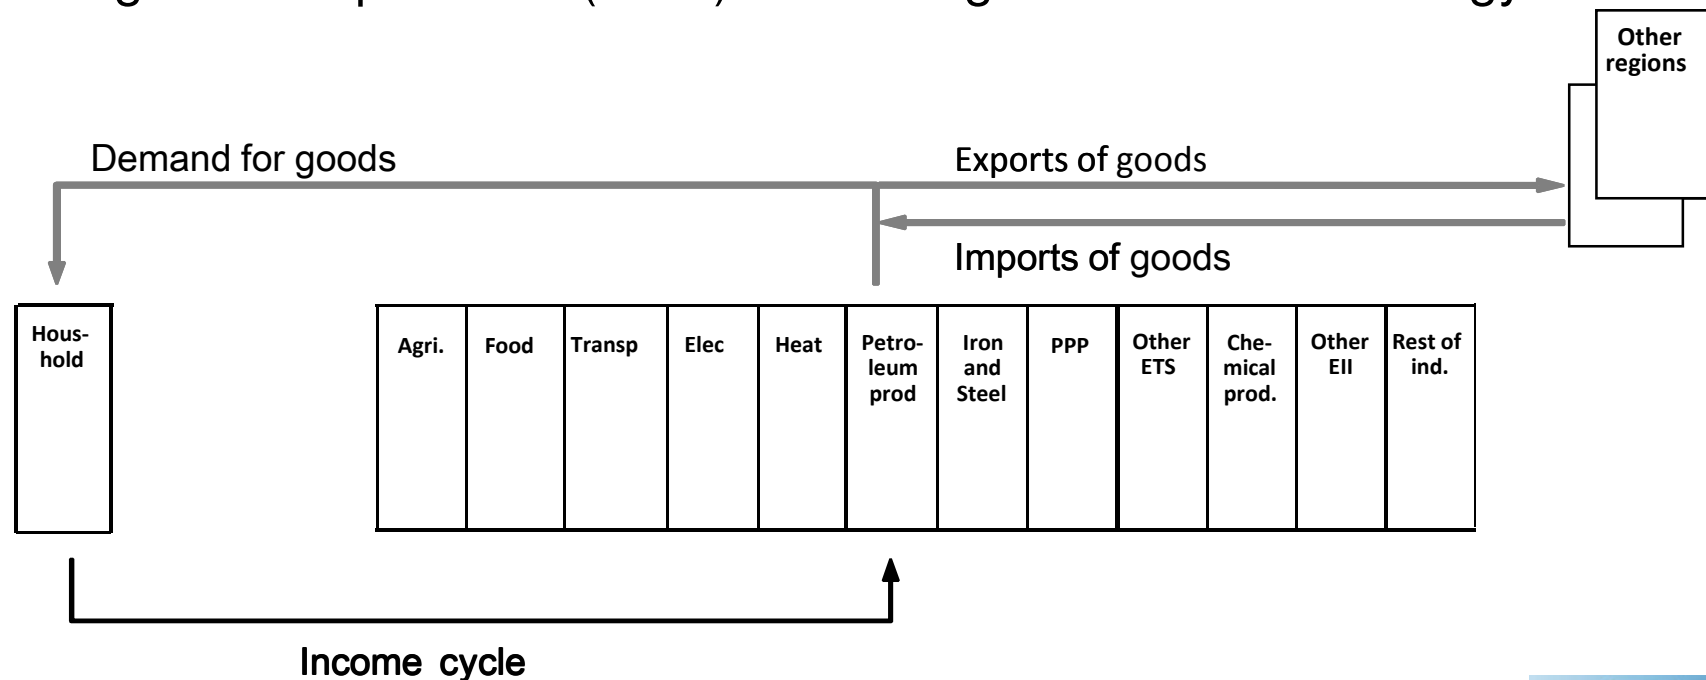 Other
regions
Demand for goods
Exports of goods
Imports of goods
Hous-
hold
Agri.
Food
Transp
Elec
Heat
Petro-
leum
prod
Iron
and
Steel
PPP
Other
ETS
Che-
mical
prod.
Other
EII
Rest of
ind.
Income cycle